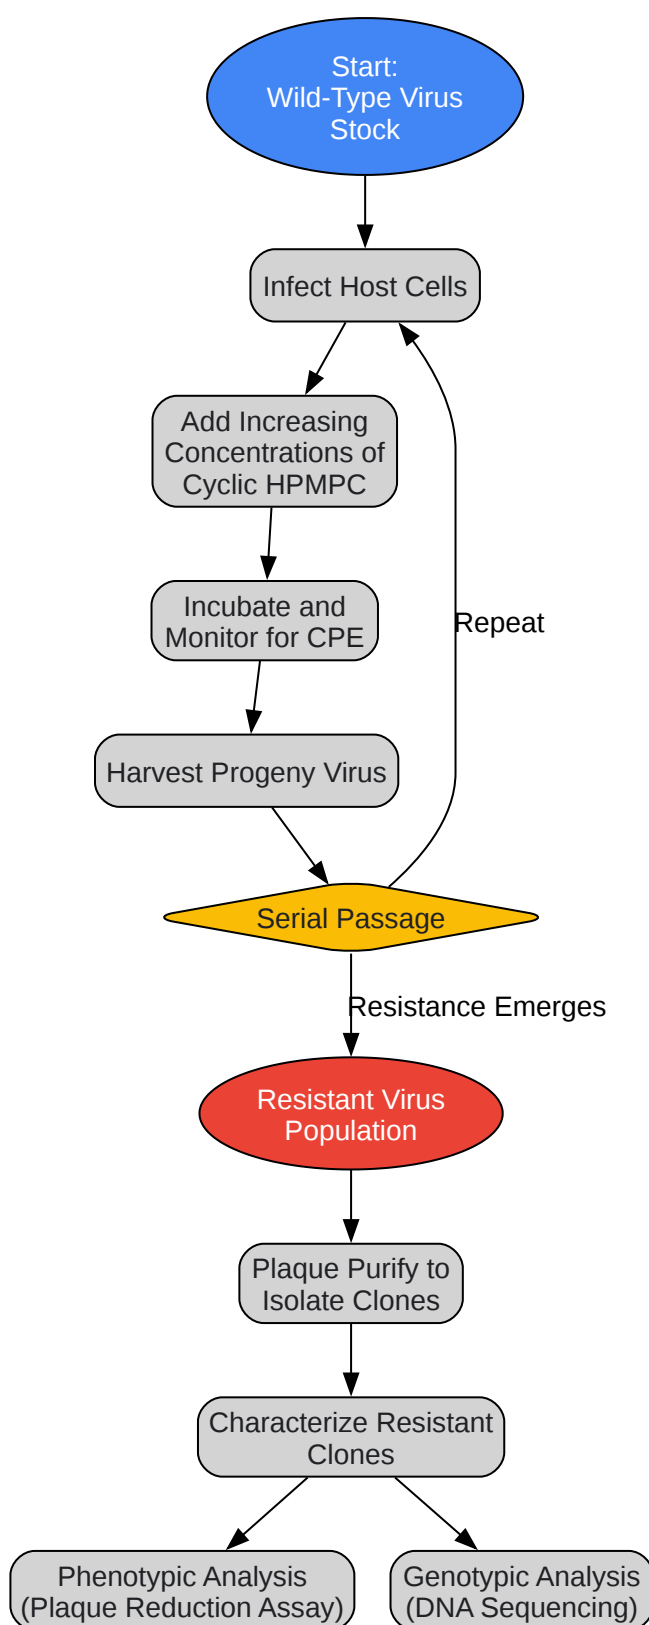 Start:
Wild-Type Virus
Stock
Infect Host Cells
Add Increasing
Concentrations of
Cyclic HPMPC
Incubate and
Monitor for CPE
Repeat
Harvest Progeny Virus
Serial Passage
Resistance Emerges
Resistant Virus
Population
Plaque Purify to
Isolate Clones
Characterize Resistant
Clones
Phenotypic Analysis
(Plaque Reduction Assay)
Genotypic Analysis
(DNA Sequencing)